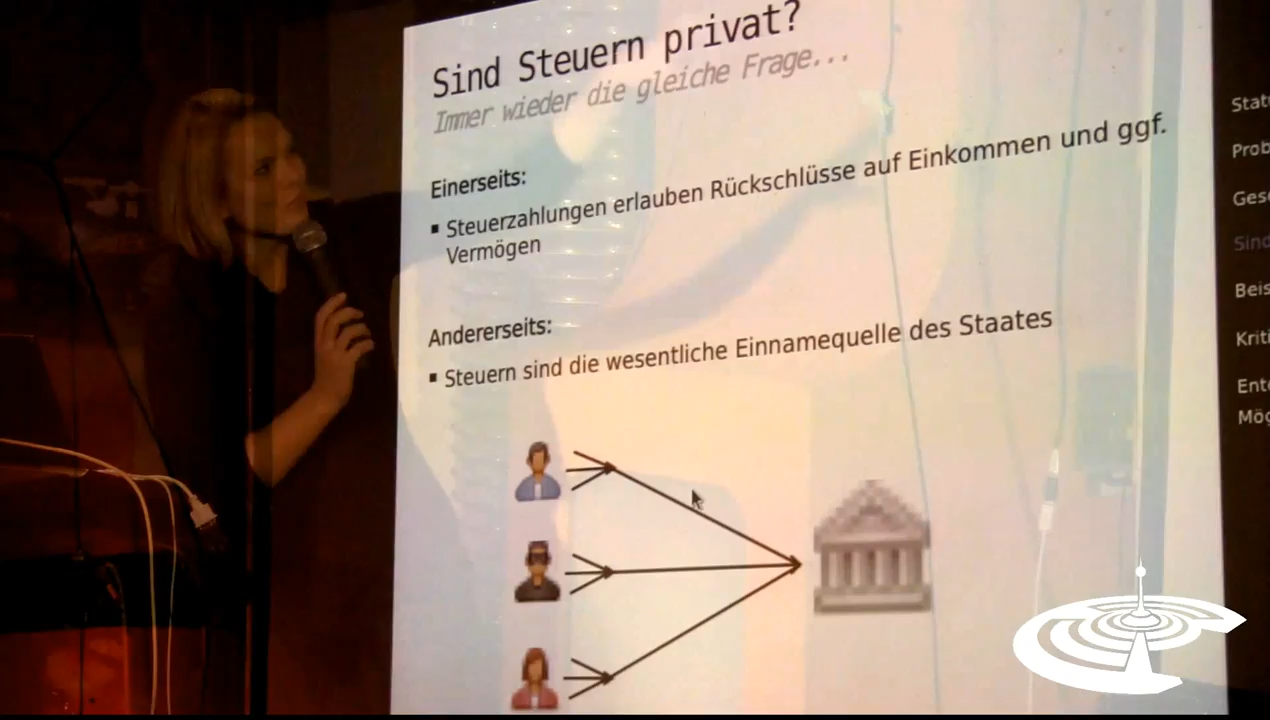 Sind Steuern privat?
Immer wieder die gleiche Frage...
Einerseits:
▪ Steuerzahlungen erlauben Rückschlüsse auf Einkommen und ggf.
Vermögen
Andererseits:
▪ Steuern sind die wesentliche Einnamequelle des Staates